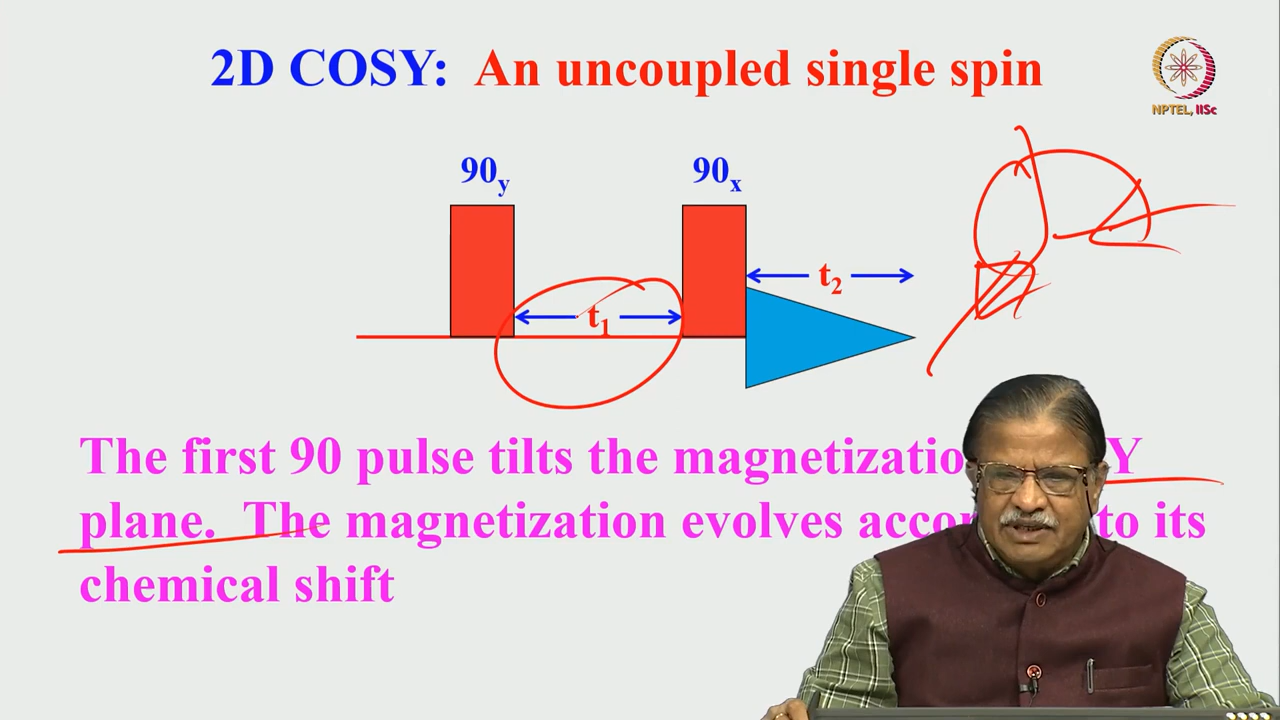 2D COSY: An uncoupled single spin
NPTEL, IISc
90y 90x
t2
t1
The first 90 pulse tilts the magnetizatio Y
plane. The magnetization evolves accor to its
chemical shift